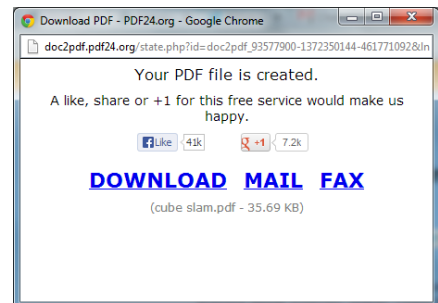 Download PDF - PDF24.org - Google Chrome
doc2pdf.pdf24.org/state.php?id=doc2pdf_93577900-1372350144-461771092&ln
Your PDF file is created.
A like, share or +1 for this free service would make us
happy.
Like 41k +1 7.2k
DOWNLOAD MAIL FAX
(cube slam.pdf - 35.69 KB)